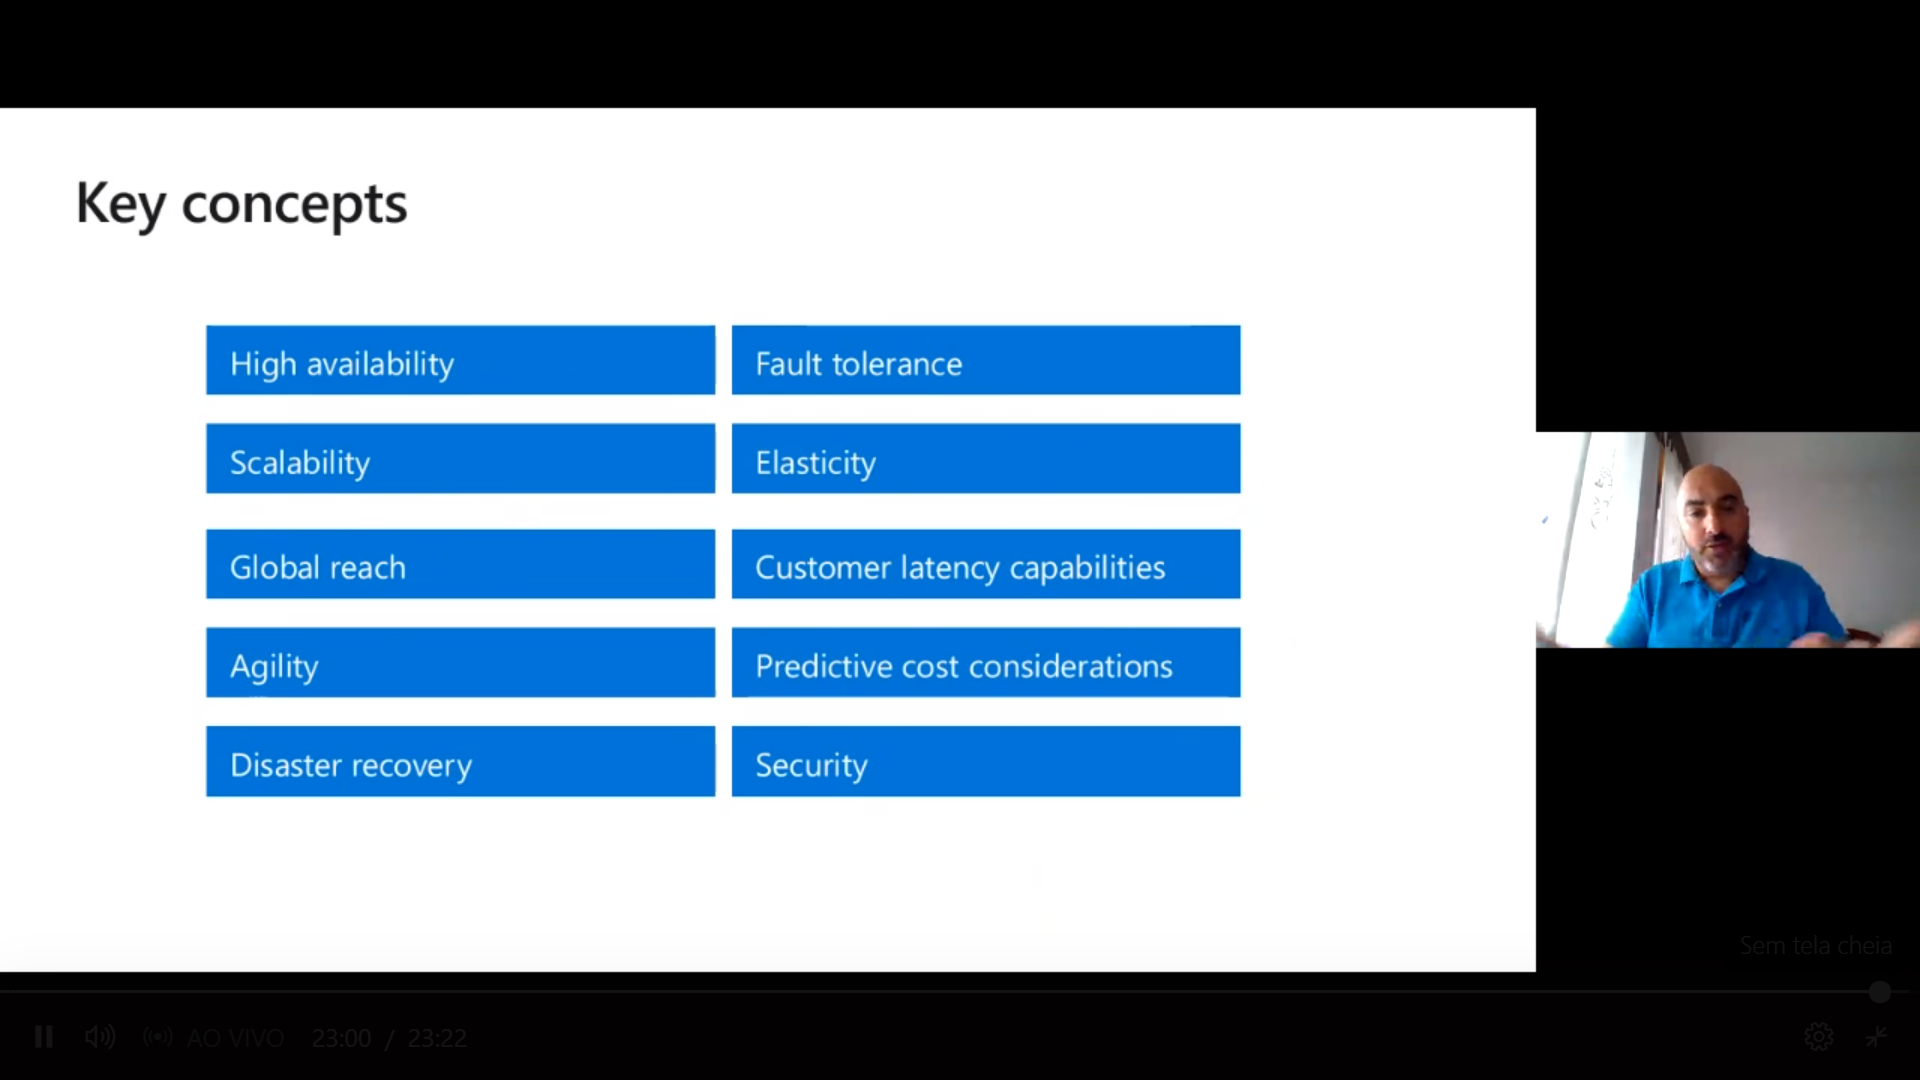 Key concepts
High availability
Fault tolerance
Scalability
Elasticity
Global reach
Customer latency capabilities
Agility
Predictive cost considerations
Disaster recovery
Security
Sem tela cheia
AO VIVO 23:00 / 23:22